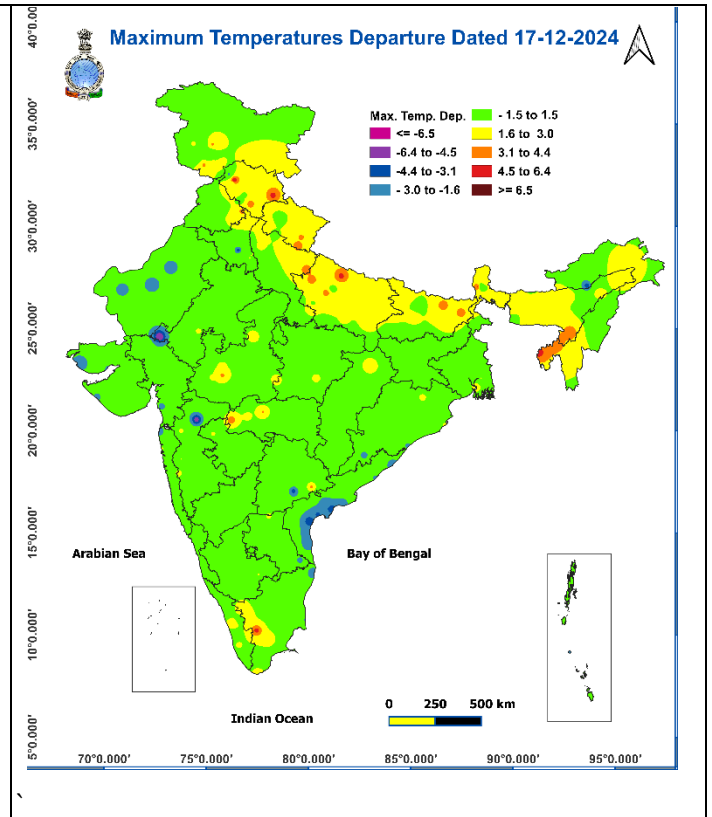 Maximum Temperatures Departure Dated 17-12-2024
Max. Temp. Dep.
<= -6.5
-6.4 to -4.5
-4.4 to -3.1
- 3.0 to -1.6
- 1.5 to 1.5
1.6 to 3.0
3.1 to 4.4
4.5 to 6.4
>= 6.5
40°0.000'
35°0.000'
30°0.000'
25°0.000'
20°0.000'
15°0.000'
10°0.000'
5°0.000'
Arabian Sea
Bay of Bengal
Indian Ocean
0 250 500 km
70°0.000' 75°0.000' 80°0.000' 85°0.000' 90°0.000' 95°0.000'
`